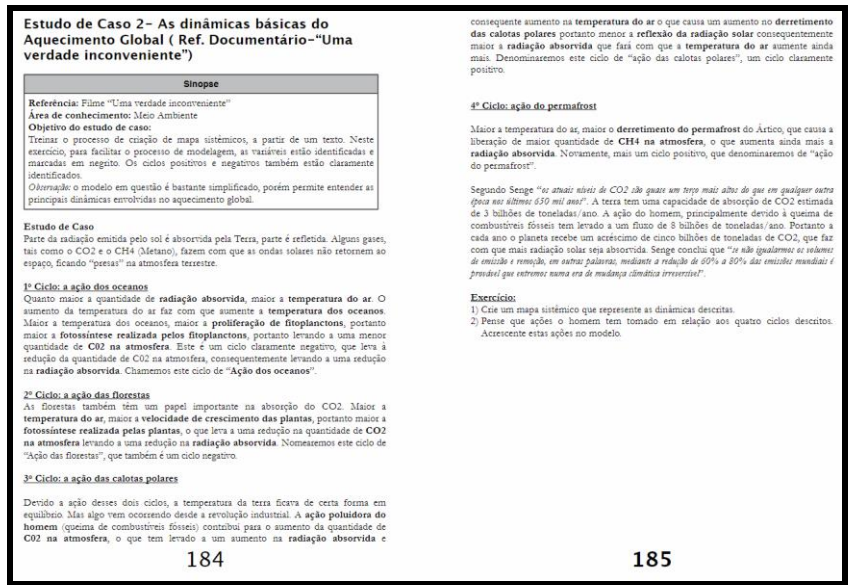 Estudo de Caso 2- As dinâmicas básicas do
Aquecimento Global ( Ref. Documentário-“Uma
verdade inconveniente”)
Sinopse
Referência: Filme “Uma verdade inconveniente”
Área de conhecimento: Meio Ambiente
Objetivo do estudo de caso:
Treinar o processo de criação de mapa sistêmicos, a partir de um texto. Neste
exercício, para facilitar o processo de modelagem, as variáveis estão identificadas e
marcadas em negrito. Os ciclos positivos e negativos também estão claramente
identificados.
Observação: o modelo em questão é bastante simplificado, porém permite entender as
principais dinâmicas envolvidas no aquecimento global.
Estudo de Caso
Parte da radiação emitida pelo sol é absorvida pela Terra, parte é refletida. Alguns gases,
tais como o CO2 e o CH4 (Metano), fazem com que as ondas solares não retornem ao
espaço, ficando “presas” na atmosfera terrestre.
1º Ciclo: a ação dos oceanos
Quanto maior a quantidade de radiação absorvida, maior a temperatura do ar. O
aumento da temperatura do ar faz com que aumente a temperatura dos oceanos.
Maior a temperatura dos oceanos, maior a proliferação de fitoplanctons, portanto
maior a fotossíntese realizada pelos fitoplanctons, portanto levando a uma menor
quantidade de C02 na atmosfera. Este é um ciclo claramente negativo, que leva à
redução da quantidade de C02 na atmosfera, consequentemente levando a uma redução
na radiação absorvida. Chamemos este ciclo de “Ação dos oceanos”.
2º Ciclo: a ação das florestas
As florestas também têm um papel importante na absorção do CO2. Maior a
temperatura do ar, maior a velocidade de crescimento das plantas, portanto maior a
fotossíntese realizada pelas plantas, o que leva a uma redução na quantidade de CO2
na atmosfera levando a uma redução na radiação absorvida. Nomearemos este ciclo de
“Ação das florestas”, que também é um ciclo negativo.
3º Ciclo: a ação das calotas polares
Devido a ação desses dois ciclos, a temperatura da terra ficava de certa forma em
equilíbrio. Mas algo vem ocorrendo desde a revolução industrial. A ação poluidora do
homem (queima de combustíveis fósseis) contribui para o aumento da quantidade de
C02 na atmosfera, o que tem levado a um aumento na radiação absorvida e
184
consequente aumento na temperatura do ar o que causa um aumento no derretimento
das calotas polares portanto menor a reflexão da radiação solar consequentemente
maior a radiação absorvida que fará com que a temperatura do ar aumente ainda
mais. Denominaremos este ciclo de “ação das calotas polares”, um ciclo claramente
positivo.
4º Ciclo: ação do permafrost
Maior a temperatura do ar, maior o derretimento do permafrost do Ártico, que causa a
liberação de maior quantidade de CH4 na atmosfera, o que aumenta ainda mais a
radiação absorvida. Novamente, mais um ciclo positivo, que denominaremos de “ação
do permafrost”.
Segundo Senge “os atuais níveis de CO2 são quase um terço mais altos do que em qualquer outra
época nos últimos 650 mil anos”. A terra tem uma capacidade de absorção de CO2 estimada
de 3 bilhões de toneladas/ano. A ação do homem, principalmente devido à queima de
combustíveis fósseis tem levado a um fluxo de 8 bilhões de toneladas/ano. Portanto a
cada ano o planeta recebe um acréscimo de cinco bilhões de toneladas de CO2, que faz
com que mais radiação solar seja absorvida. Senge conclui que “se não igualarmos os volumes
de emissão e remoção, em outras palavras, mediante a redução de 60% a 80% das emissões mundiais é
provável que entremos numa era de mudança climática irreversível”.
Exercício:
1) Crie um mapa sistêmico que represente as dinâmicas descritas.
2) Pense que ações o homem tem tomado em relação aos quatro ciclos descritos.
Acrescente estas ações no modelo.
185